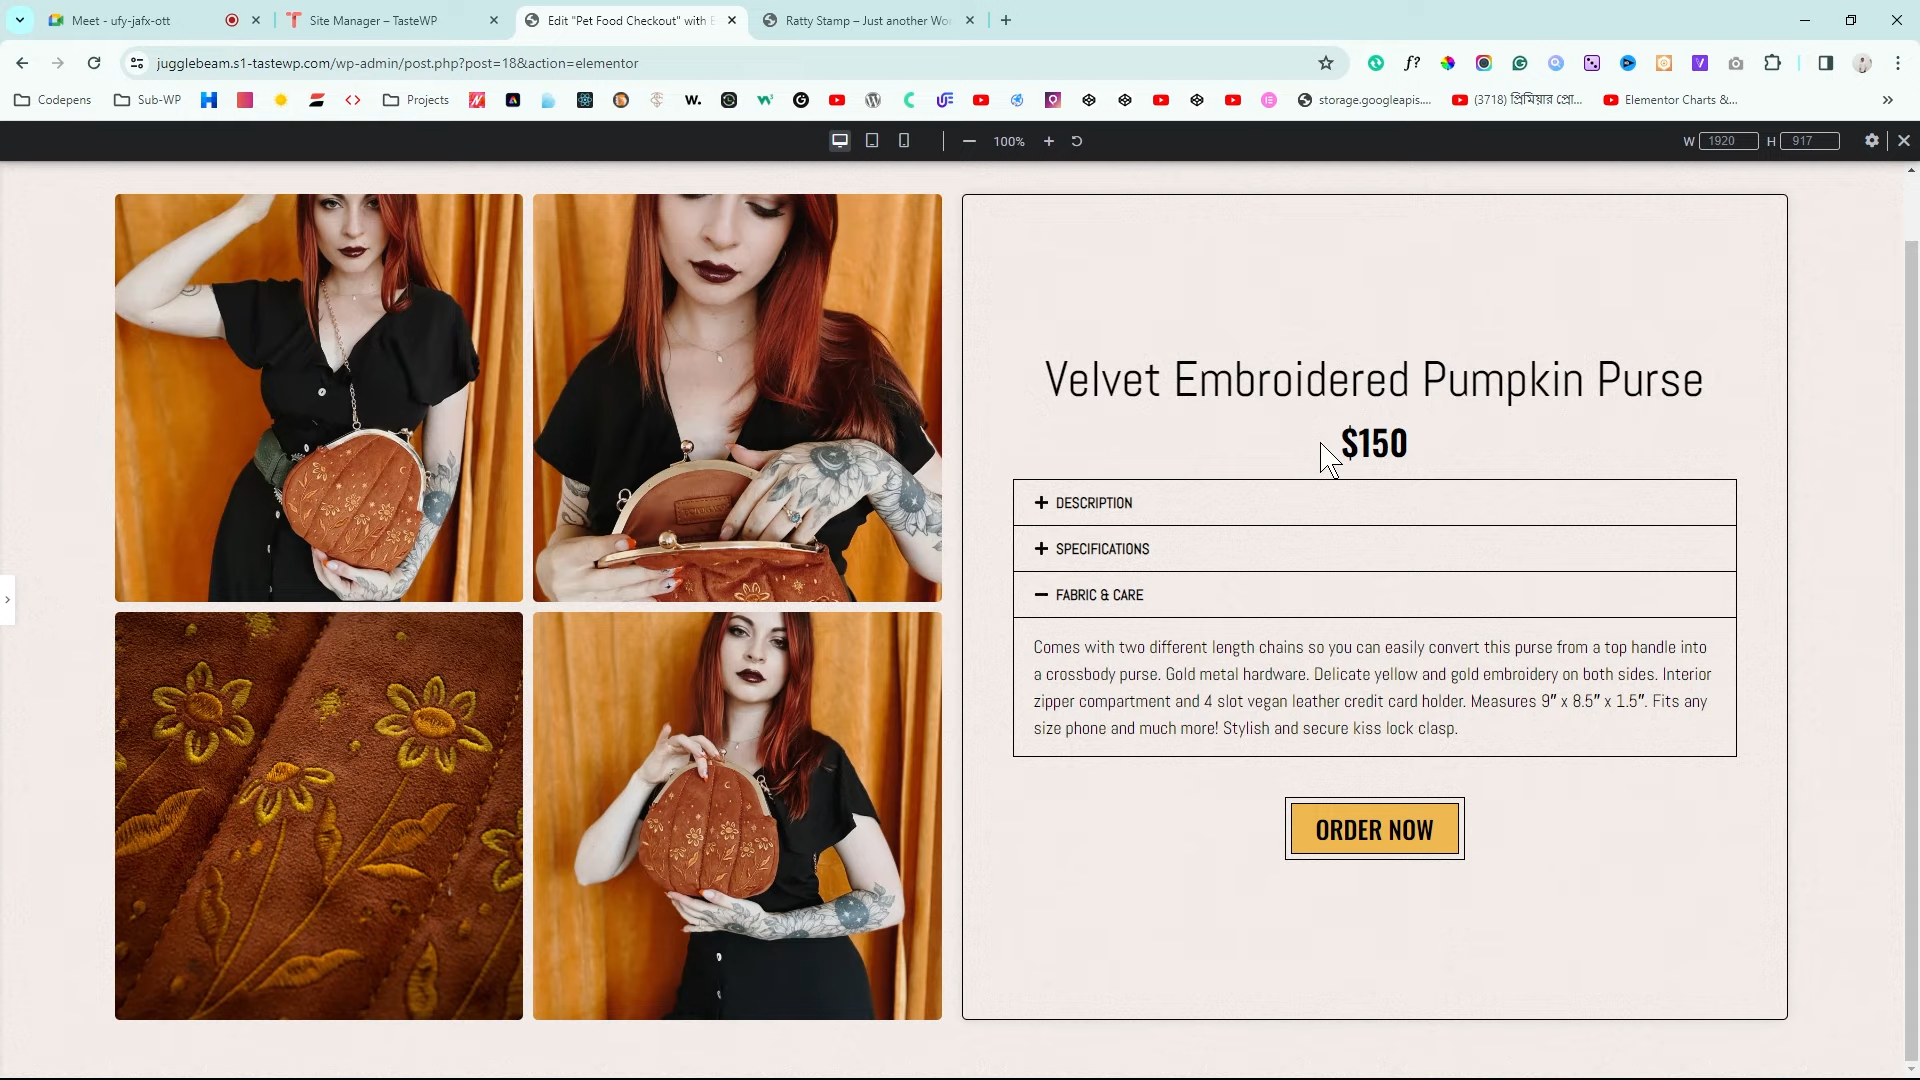 Meet - ufy-jafx-ott
Site Manager – TasteWP
Edit "Pet Food Checkout" with E
Ratty Stamp – Just another Wo
jugglebeam.s1-tastewp.com/wp-admin/post.php?post=18&action=elementor
Codepens
Sub-WP
Projects
storage.googleapis....
(3718) প্রিমিয়ার প্রো...
Elementor Charts &...
100%
W 1920 H 917
Velvet Embroidered Pumpkin Purse
$150
DESCRIPTION
SPECIFICATIONS
FABRIC & CARE
Comes with two different length chains so you can easily convert this purse from a top handle into
a crossbody purse. Gold metal hardware. Delicate yellow and gold embroidery on both sides. Interior
zipper compartment and 4 slot vegan leather credit card holder. Measures 9″ x 8.5″ x 1.5″. Fits any
size phone and much more! Stylish and secure kiss lock clasp.
ORDER NOW